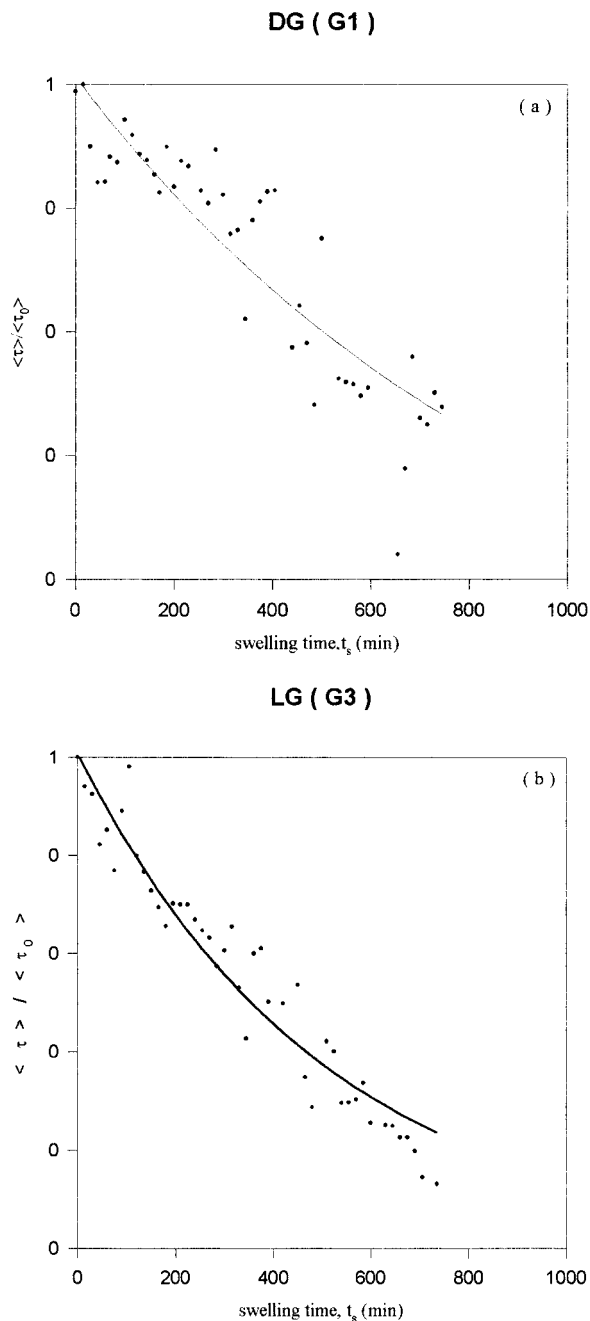 DG ( G1 )
( a )
1
0
0
0
0
<τ>/<τ₀>
0 200 400 600 800 1000
swelling time,tₛ (min)
LG ( G3 )
( b )
1
0
0
0
0
0
< τ > / < τ₀ >
0 200 400 600 800 1000
swelling time, tₛ (min)